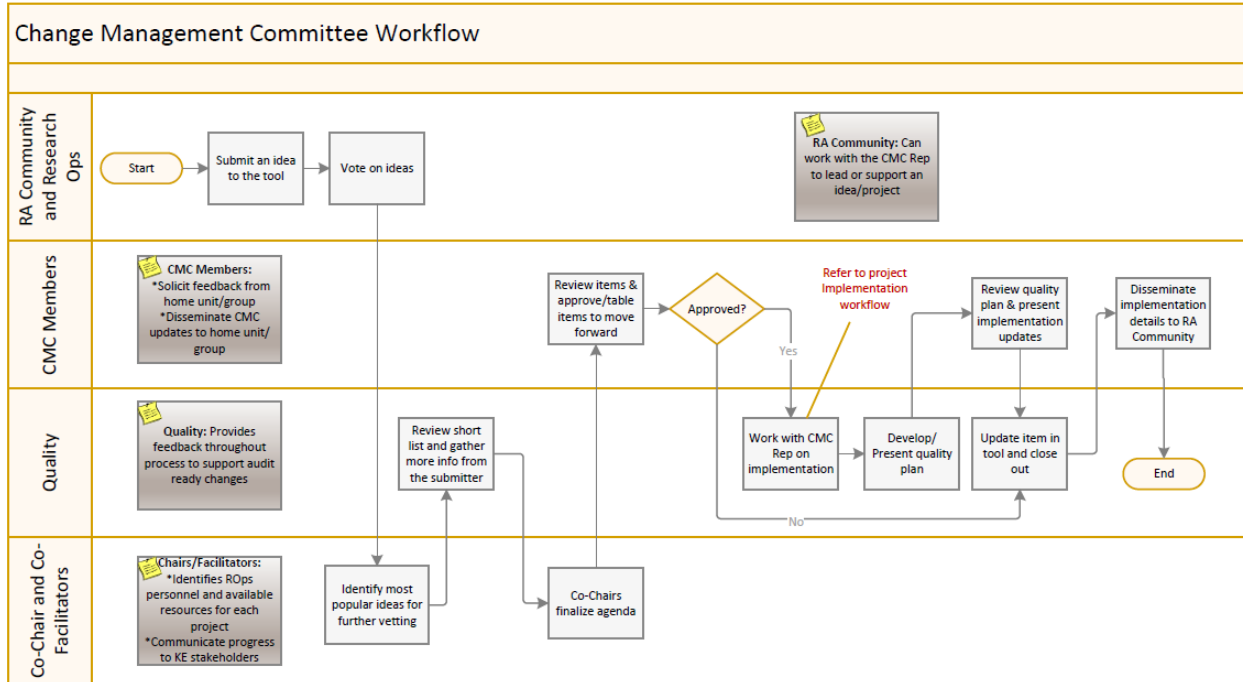 Change Management Committee Workflow
RA Community
and Research
Ops
Start
Submit an idea
to the tool
Vote on ideas
RA Community: Can
work with the CMC Rep
to lead or support an
idea/project
CMC Members
CMC Members:
*Solicit feedback from
home unit/group
*Disseminate CMC
updates to home unit/
group
Review items &
approve/table
items to move
forward
Approved?
Yes
Refer to project
Implementation
workflow
Review quality
plan & present
implementation
updates
Disseminate
implementation
details to RA
Community
Quality
Quality: Provides
feedback throughout
process to support audit
ready changes
Review short
list and gather
more info from
the submitter
Work with CMC
Rep on
implementation
Develop/
Present quality
plan
Update item in
tool and close
out
End
No
Co-Chair and Co-
Facilitators
Chairs/Facilitators:
*Identifies ROps
personnel and available
resources for each
project
*Communicate progress
to KE stakeholders
Identify most
popular ideas for
further vetting
Co-Chairs
finalize agenda